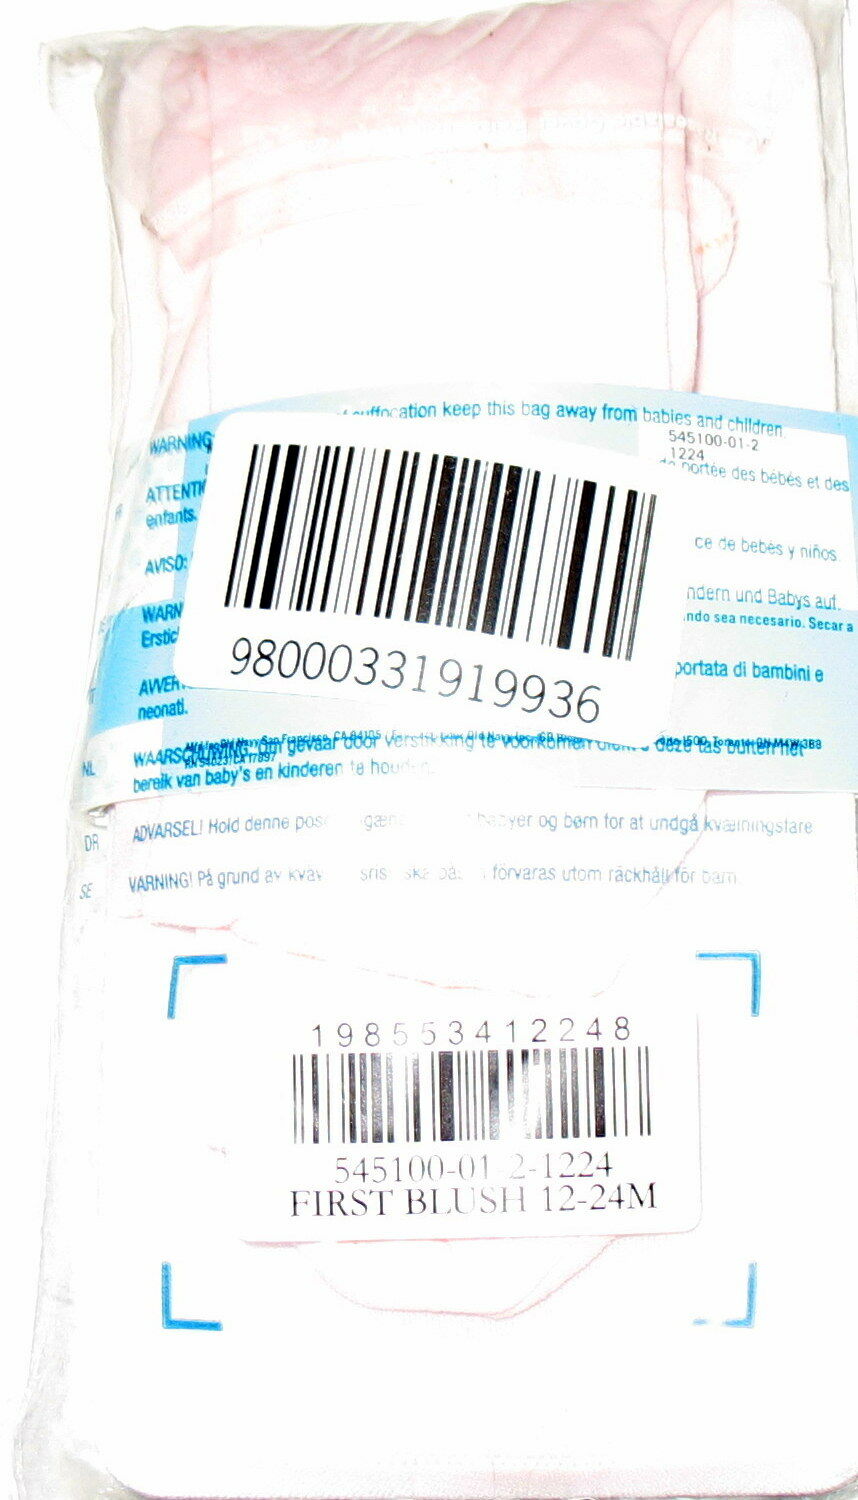 suffocation keep this bag away from babies and children.
WARNING
545100-01-2
1224
portée des bébés et des
ATTENTI
enfants.
ce de bebés y niños.
AVISO:
ndern und Babys auf.
WARN
ndo sea necesario. Secar a
Erstic
portata di bambini e
AVVER
neonati.
98000331919936
NL
WAARSCHUWING. Om gevaar door verstikking te voorkomen dient u deze tas buiten het
bereik van baby's en kinderen te houden.
DR
ADVARSEL! Hold denne pose babyer og børn for at undgå kvælningsfare
SE
VARNING! På grund av förvaras utom räckhåll för barn.
198553412248
545100-01-2-1224
FIRST BLUSH 12-24M